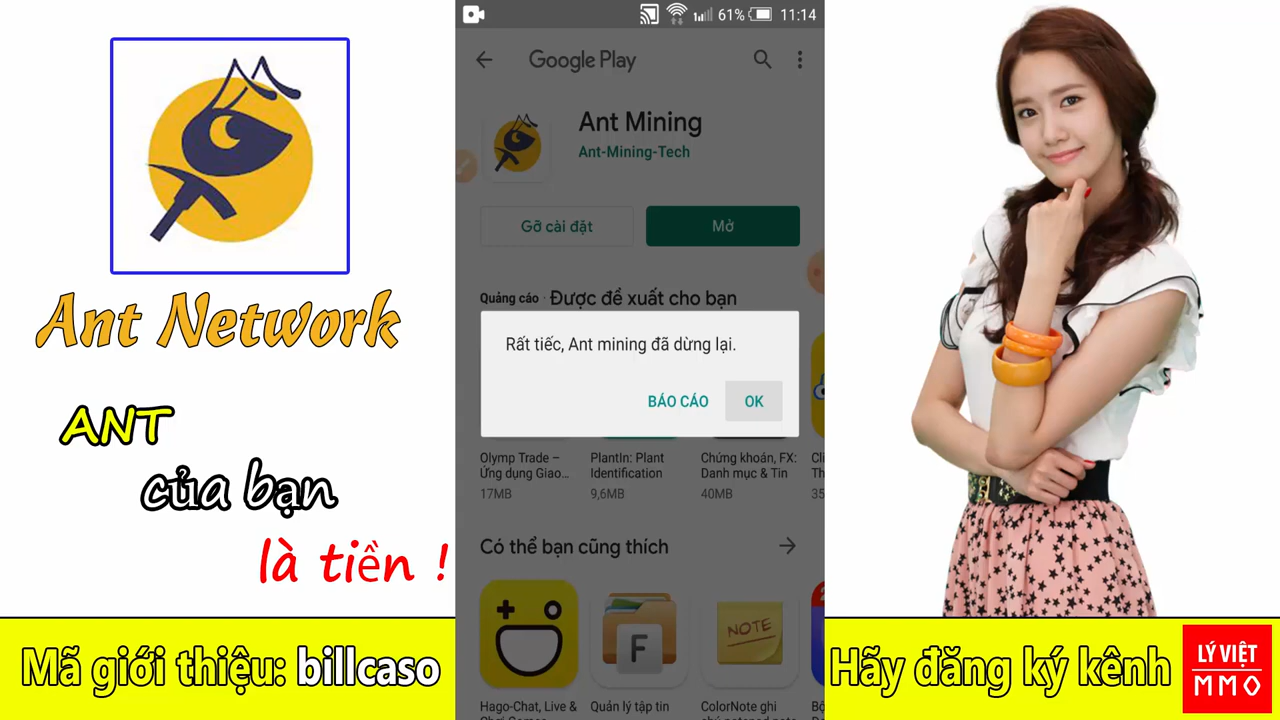 Ant Network
ANT
của bạn
là tiền !
Mã giới thiệu: billcaso
61% 11:14
Google Play
Ant Mining
Ant-Mining-Tech
Gỡ cài đặt
Mở
Quảng cáo · Được đề xuất cho bạn
Rất tiếc, Ant mining đã dừng lại.
BÁO CÁO OK
Olymp Trade –
Ứng dụng Giao...
17MB
PlantIn: Plant
Identification
9,6MB
Chứng khoán, FX:
Danh mục & Tin
40MB
Có thể bạn cũng thích
F
NOTE
Hago-Chat, Live &
Quản lý tập tin
ColorNote ghi
Hãy đăng ký kênh
LÝ VIỆT
MMO